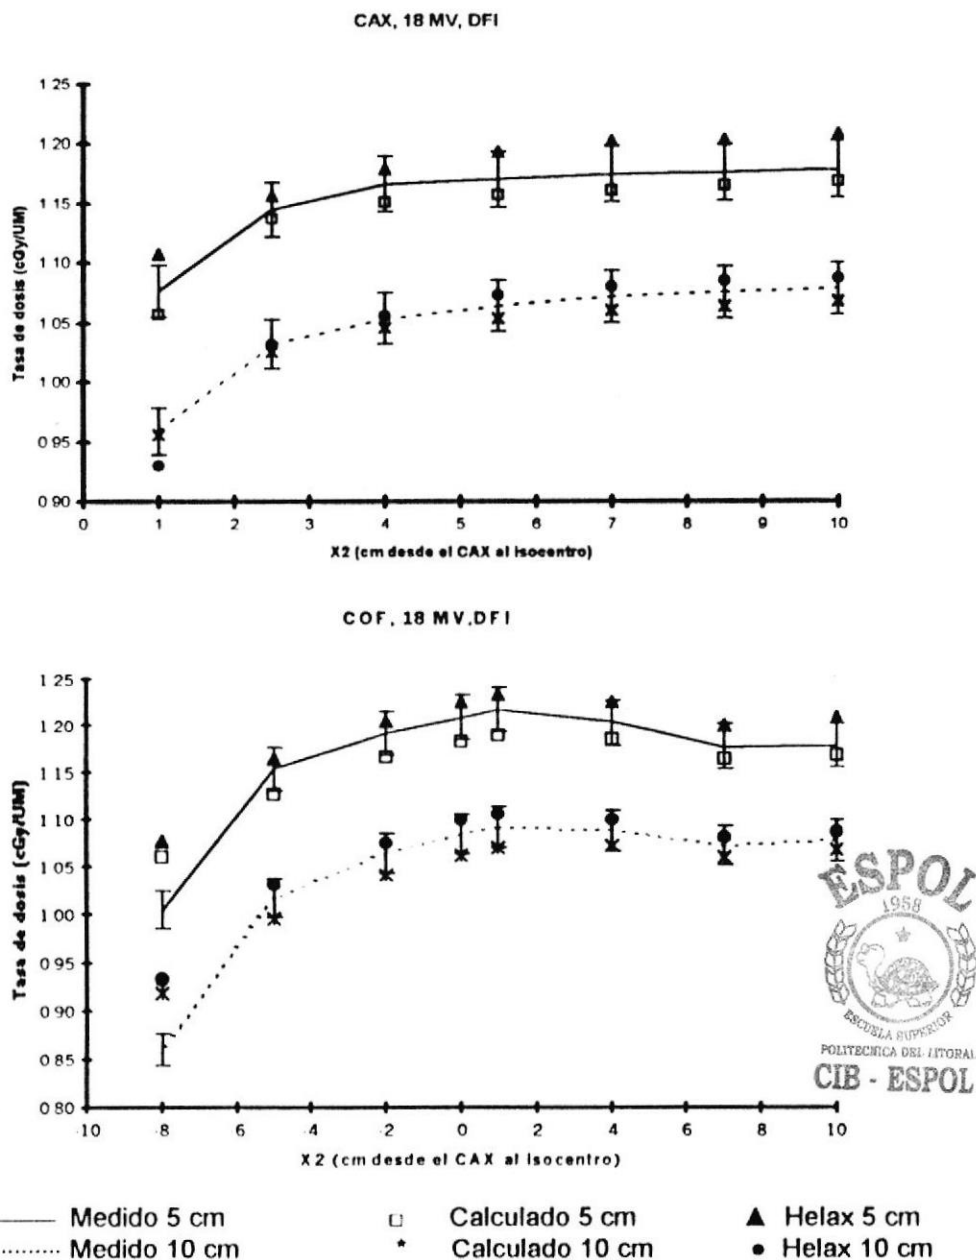 CAX, 18 MV, DFI
1 25
1 20
1 15
1 10
1 05
1 00
0 95
0 90
Tasa de dosis (cGy/UM)
0 1 2 3 4 5 6 7 8 9 10
X2 (cm desde el CAX al isocentro)
COF, 18 MV, DFI
1 25
1 20
1 15
1 10
1 05
1 00
0 95
0 90
0 85
0 80
Tasa de dosis (cGy/UM)
-10 -8 6 -4 -2 0 2 4 6 8 10
X2 (cm desde el CAX al isocentro)
ESPOL
1958
ESCUELA SUPERIOR
POLITECNICA DEL LITORAL
CIB - ESPOL
Medido 5 cm Calculado 5 cm Helax 5 cm
Medido 10 cm Calculado 10 cm Helax 10 cm